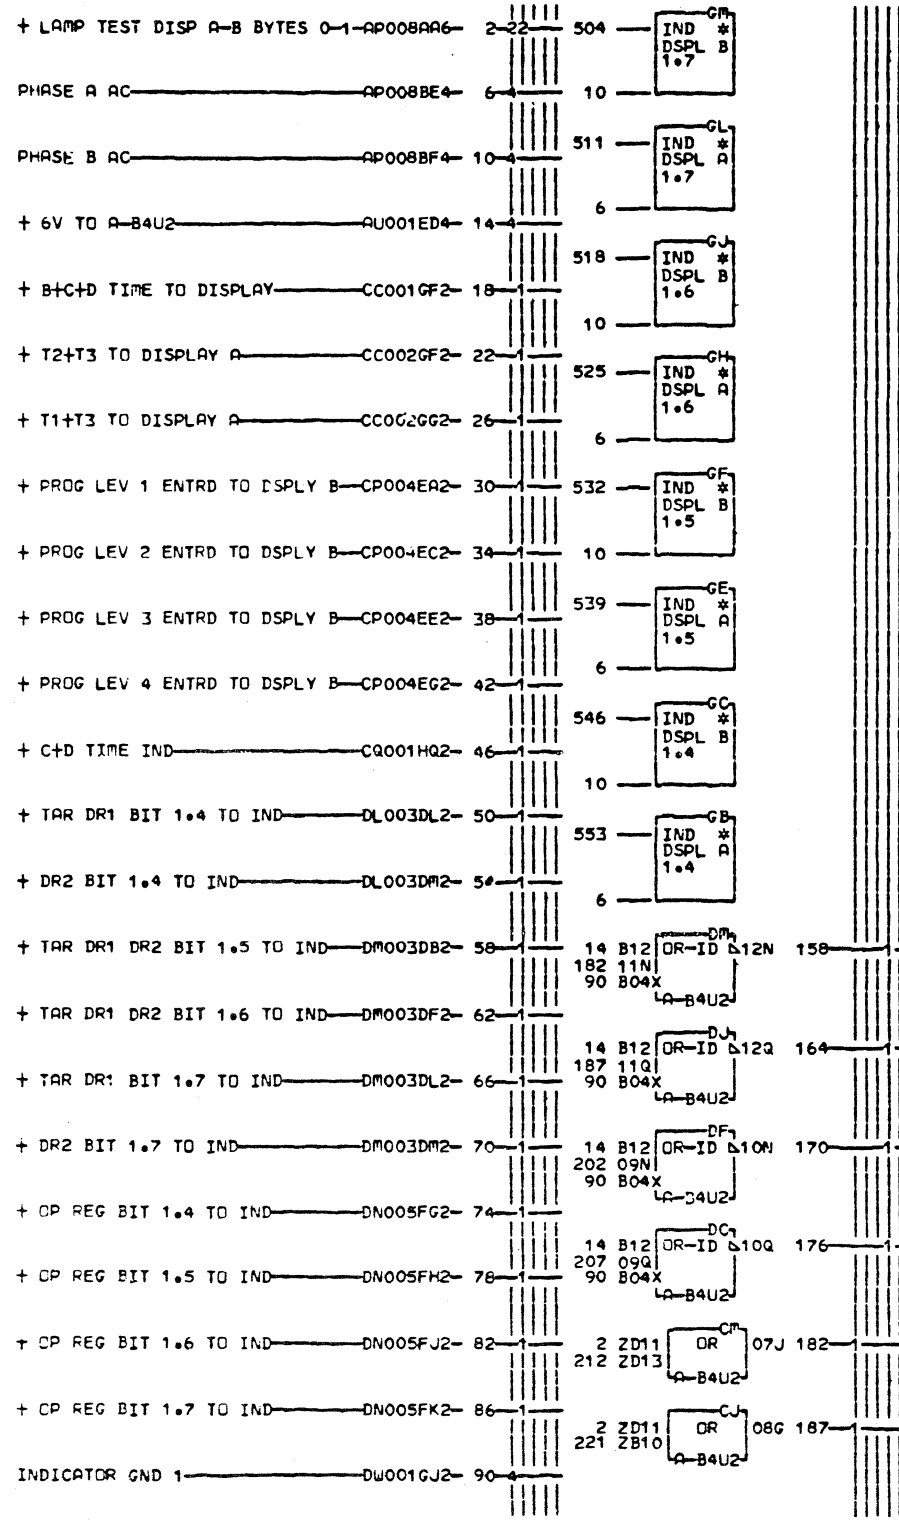 + LAMP TEST DISP A-B BYTES 0-1-AP008AA6- 2-22-
PHASE A AC-AP008BE4- 6-4-
PHASE B AC-AP008BF4- 10-4-
+ 6V TO A-B4U2-AU001ED4- 14-4-
+ B+C+D TIME TO DISPLAY-CC001GF2- 18-1-
+ T2+T3 TO DISPLAY A-CC002GF2- 22-1-
+ T1+T3 TO DISPLAY A-CC002GG2- 26-1-
+ PROG LEV 1 ENTRD TO DSPLY B-CP004EA2- 30-1-
+ PROG LEV 2 ENTRD TO DSPLY B-CP004EC2- 34-1-
+ PROG LEV 3 ENTRD TO DSPLY B-CP004EE2- 38-1-
+ PROG LEV 4 ENTRD TO DSPLY B-CP004EG2- 42-1-
+ C+D TIME IND-CQ001HQ2- 46-1-
+ TAR DR1 BIT 1.4 TO IND-DL003DL2- 50-1-
+ DR2 BIT 1.4 TO IND-DL003DM2- 54-1-
+ TAR DR1 DR2 BIT 1.5 TO IND-DM003DB2- 58-1-
+ TAR DR1 DR2 BIT 1.6 TO IND-DM003DF2- 62-1-
+ TAR DR1 BIT 1.7 TO IND-DM003DL2- 66-1-
+ DR2 BIT 1.7 TO IND-DM003DM2- 70-1-
+ OP REG BIT 1.4 TO IND-DN005FG2- 74-1-
+ OP REG BIT 1.5 TO IND-DN005FH2- 78-1-
+ OP REG BIT 1.6 TO IND-DN005FJ2- 82-1-
+ OP REG BIT 1.7 TO IND-DN005FK2- 86-1-
INDICATOR GND 1-DW001GJ2- 90-4-
GM
504 IND *
DSPL B
1.7
10
GL
511 IND *
DSPL A
1.7
6
GJ
518 IND *
DSPL B
1.6
10
GH
525 IND *
DSPL A
1.6
6
GF
532 IND *
DSPL B
1.5
10
GE
539 IND *
DSPL A
1.5
6
GC
546 IND *
DSPL B
1.4
10
GB
553 IND *
DSPL A
1.4
6
DM
14 B12 OR-ID 12N 158-1-
182 11N
90 B04X
A-B4U2
DJ
14 B12 OR-ID 12Q 164-1-
187 11Q
90 B04X
A-B4U2
DF
14 B12 OR-ID 10N 170-1-
202 09N
90 B04X
A-B4U2
DC
14 B12 OR-ID 10Q 176-1-
207 09Q
90 B04X
A-B4U2
CM
2 ZD11 OR 07J 182-1-
212 ZD13
A-B4U2
CJ
2 ZD11 OR 08G 187-1-
221 ZB10
A-B4U2